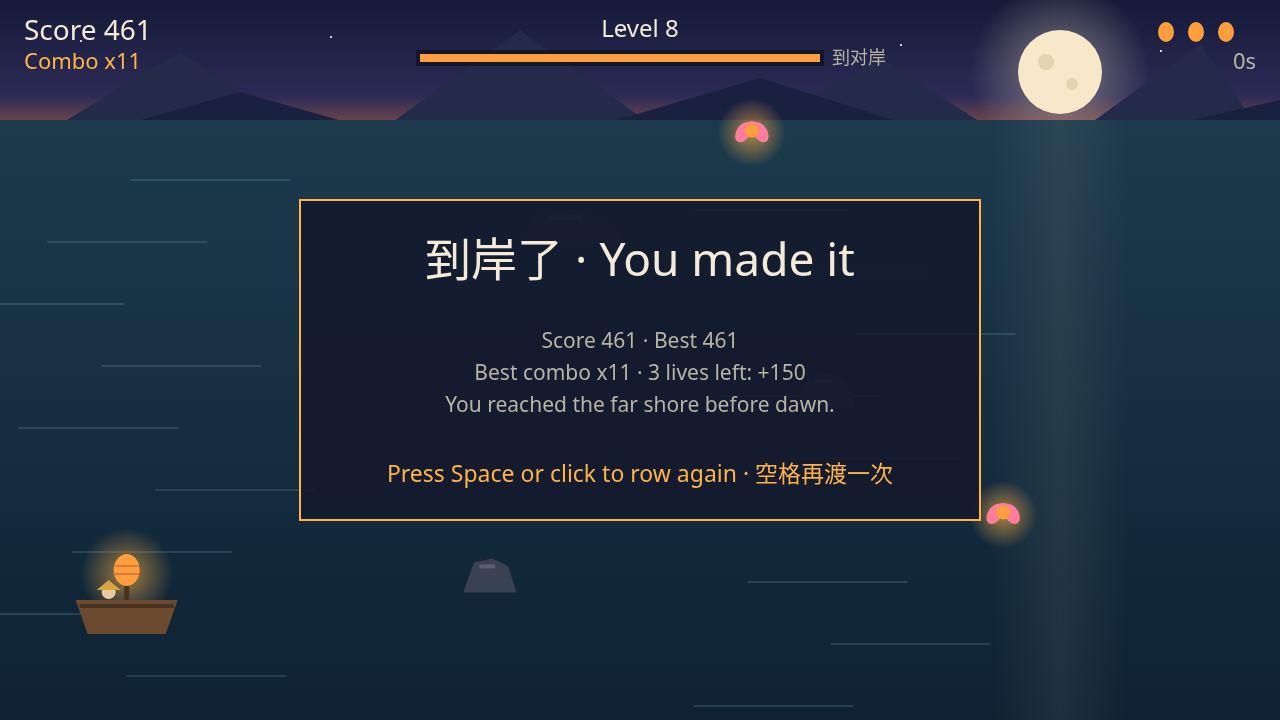 Score 461
Combo x11
Level 8
到对岸
0s
到岸了 · You made it
Score 461 · Best 461
Best combo x11 · 3 lives left: +150
You reached the far shore before dawn.
Press Space or click to row again · 空格再渡一次